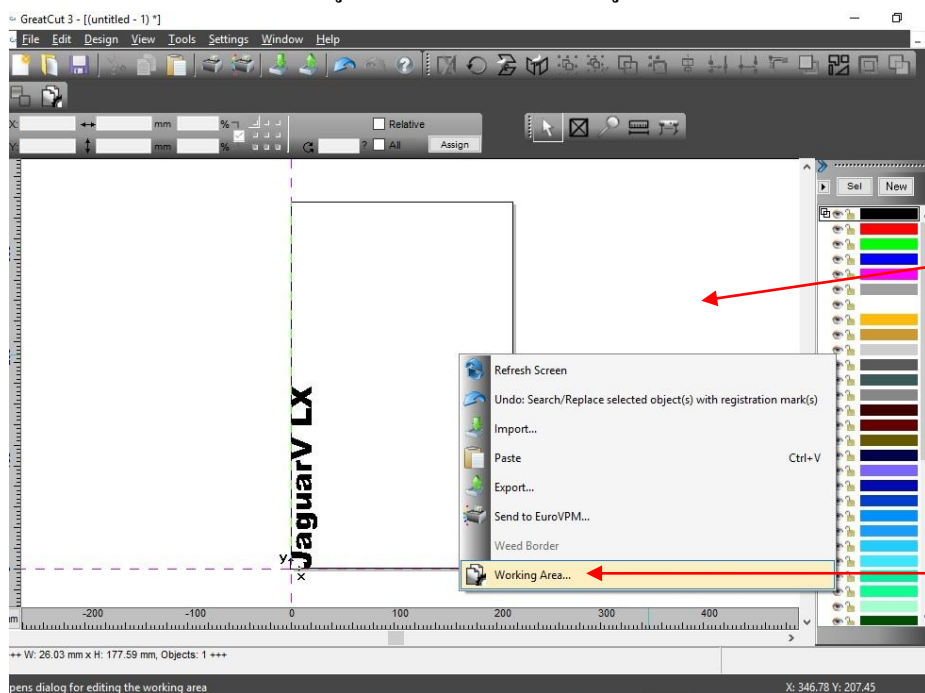 GreatCut 3 - [(untitled - 1) *]
File Edit Design View Tools Settings Window Help
X: mm % Relative
Y: mm % ? All Assign
Sel New
JaguarV LX
y
x
Refresh Screen
Undo: Search/Replace selected object(s) with registration mark(s)
Import...
Paste Ctrl+V
Export...
Send to EuroVPM...
Weed Border
Working Area...
-200 -100 0 100 200 300 400
++ W: 26.03 mm x H: 177.59 mm, Objects: 1 +++
pens dialog for editing the working area X: 346.78 Y: 207.45